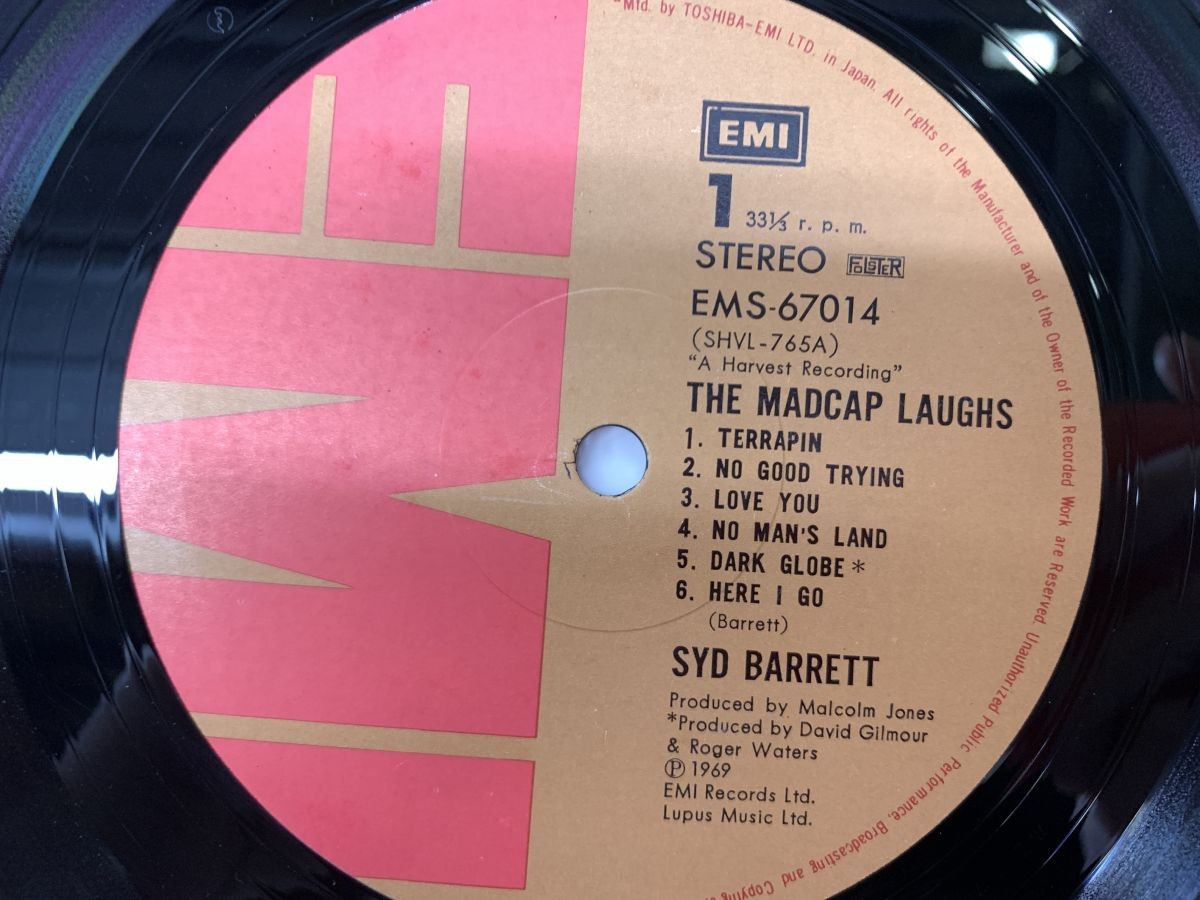 Mfd. by TOSHIBA-EMI LTD. in Japan. All rights of the Manufacturer and of the Owner of the Recorded Work are Reserved. Unauthorized Public Performance, Broadcasting and Copying
EMI
EMI
1 33⅓ r. p. m.
STEREO
EMS-67014
(SHVL-765A)
“A Harvest Recording”
THE MADCAP LAUGHS
1. TERRAPIN
2. NO GOOD TRYING
3. LOVE YOU
4. NO MAN'S LAND
5. DARK GLOBE *
6. HERE I GO
(Barrett)
SYD BARRETT
Produced by Malcolm Jones
*Produced by David Gilmour
& Roger Waters
Ⓟ 1969
EMI Records Ltd.
Lupus Music Ltd.